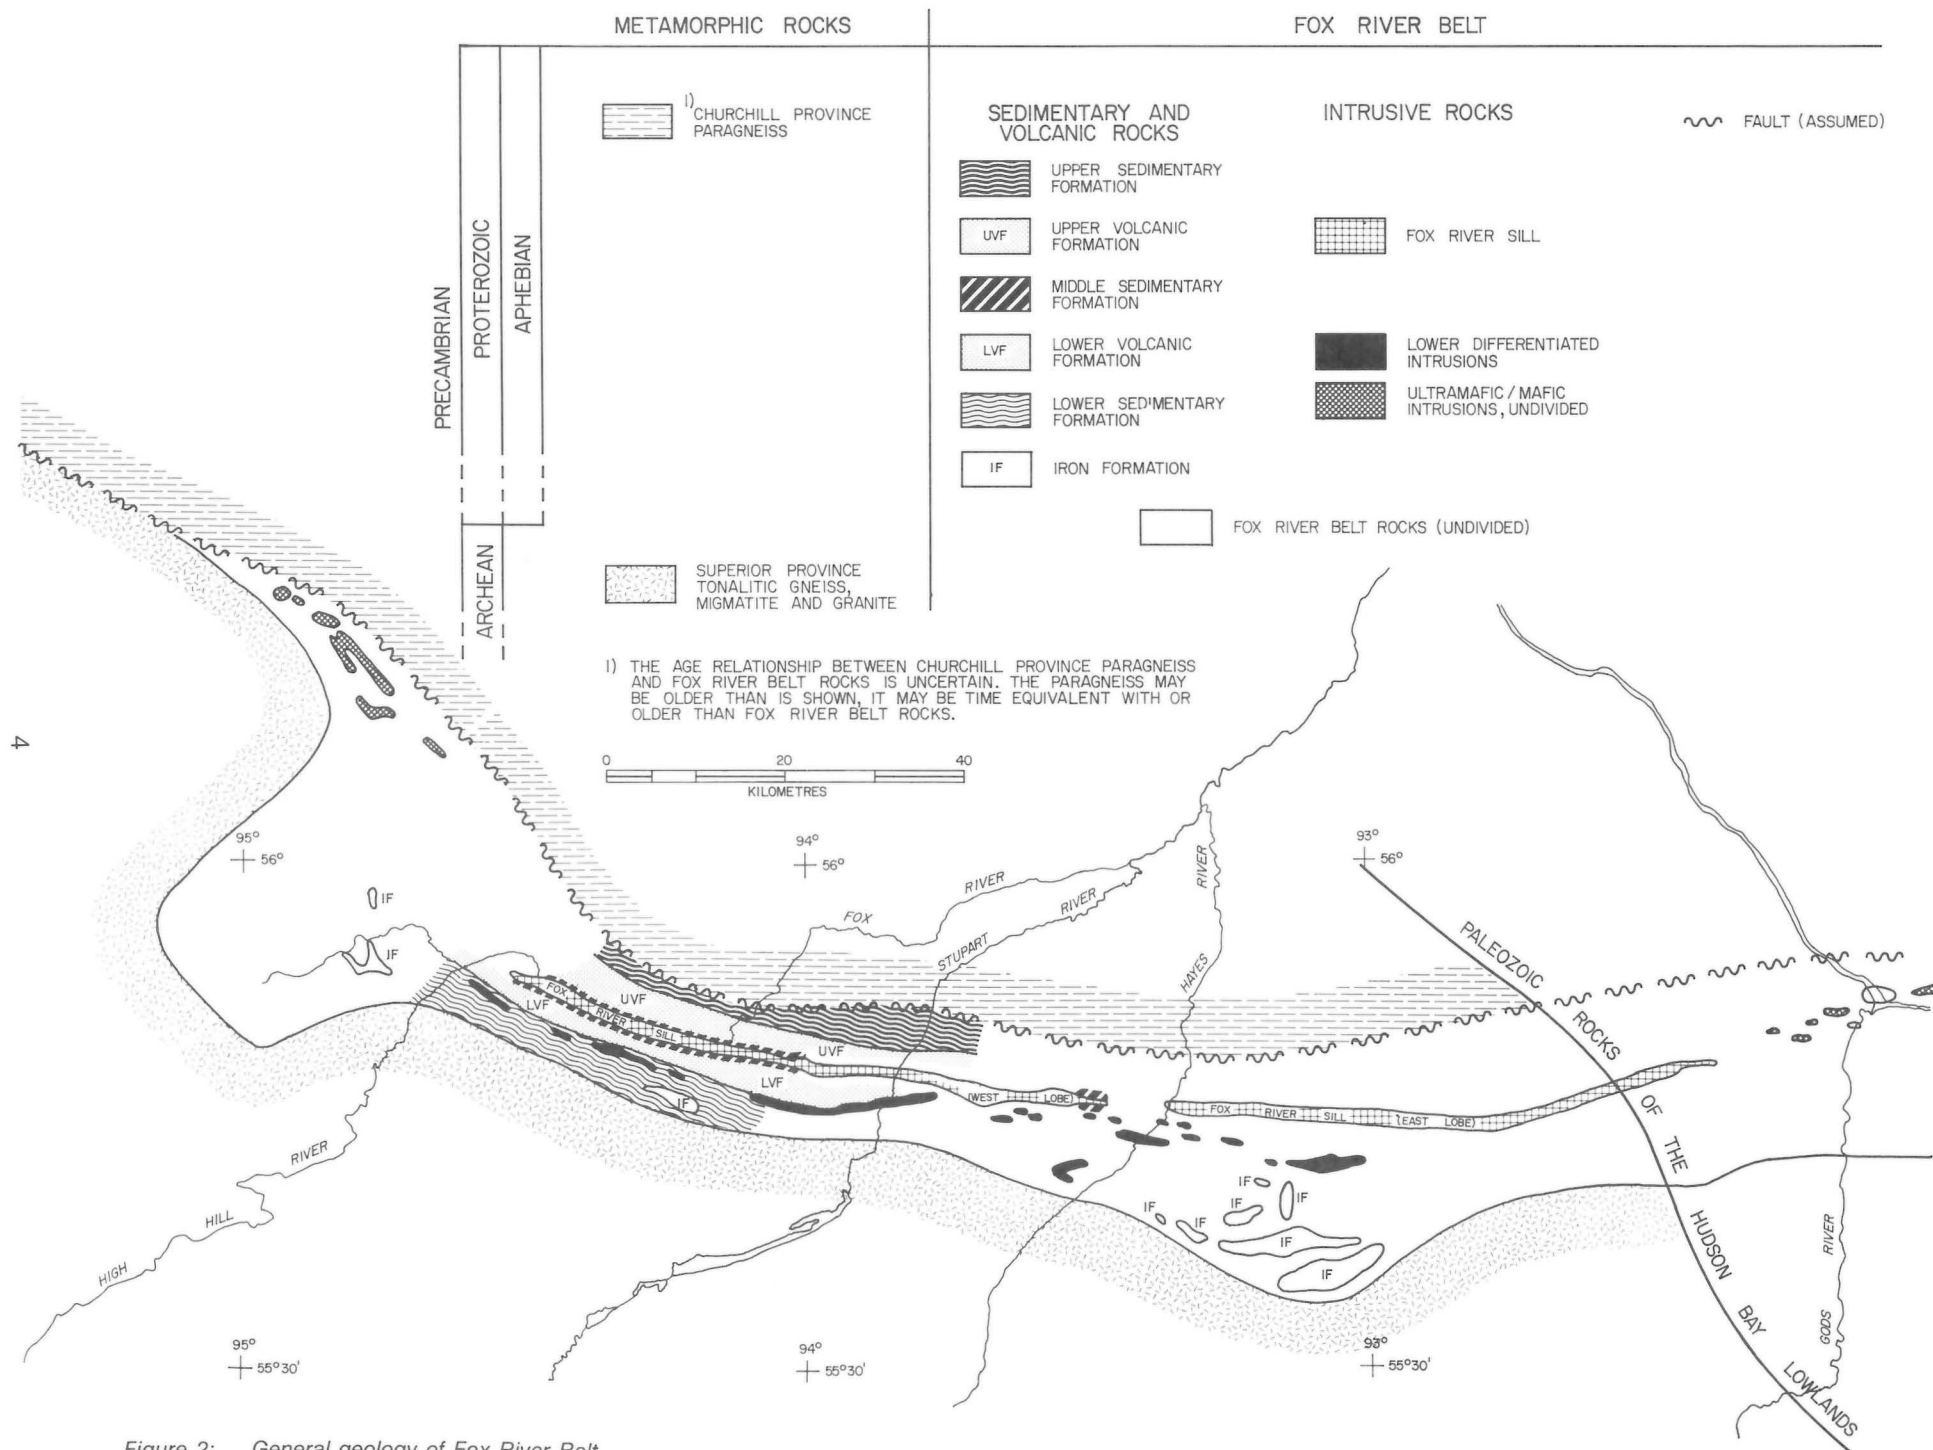 METAMORPHIC ROCKS
FOX RIVER BELT
1)
CHURCHILL PROVINCE
PARAGNEISS
SEDIMENTARY AND
VOLCANIC ROCKS
INTRUSIVE ROCKS
FAULT (ASSUMED)
UPPER SEDIMENTARY
FORMATION
UVF
UPPER VOLCANIC
FORMATION
FOX RIVER SILL
MIDDLE SEDIMENTARY
FORMATION
LVF
LOWER VOLCANIC
FORMATION
LOWER DIFFERENTIATED
INTRUSIONS
LOWER SEDIMENTARY
FORMATION
ULTRAMAFIC / MAFIC
INTRUSIONS, UNDIVIDED
IF
IRON FORMATION
FOX RIVER BELT ROCKS (UNDIVIDED)
PRECAMBRIAN
PROTEROZOIC
APHEBIAN
ARCHEAN
SUPERIOR PROVINCE
TONALITIC GNEISS,
MIGMATITE AND GRANITE
1) THE AGE RELATIONSHIP BETWEEN CHURCHILL PROVINCE PARAGNEISS
AND FOX RIVER BELT ROCKS IS UNCERTAIN. THE PARAGNEISS MAY
BE OLDER THAN IS SHOWN, IT MAY BE TIME EQUIVALENT WITH OR
OLDER THAN FOX RIVER BELT ROCKS.
0 20 40
KILOMETRES
4
95°
56°
94°
56°
93°
56°
IF
IF
FOX RIVER
STUPART RIVER
HAYES RIVER
PALEOZOIC ROCKS OF THE HUDSON BAY LOWLANDS
UVF
LVF
FOX RIVER SILL
UVF
LVF
IF
(WEST LOBE)
FOX RIVER SILL (EAST LOBE)
IF
IF
IF
IF
IF
IF
IF
HIGH HILL RIVER
GODS RIVER
95°
55°30'
94°
55°30'
93°
55°30'
Figure 2: General geology of Fox River Belt